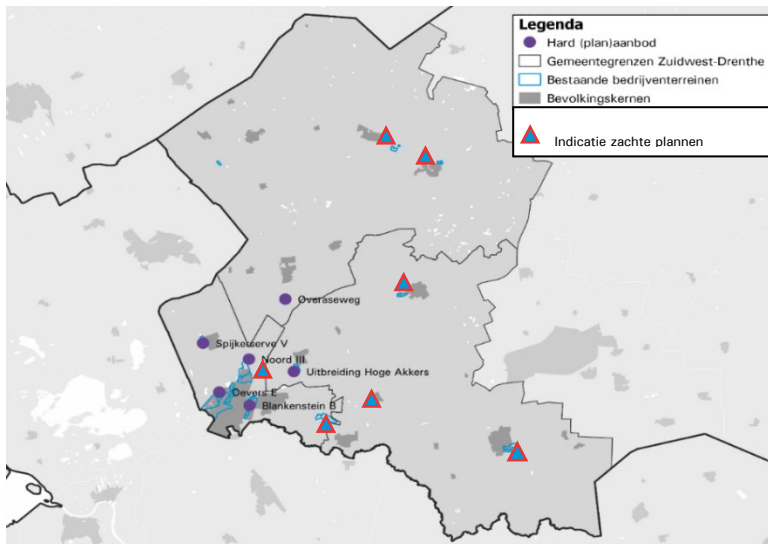 Legenda
Hard (plan)aanbod
Gemeentegrenzen Zuidwest-Drenthe
Bestaande bedrijventerreinen
Bevolkingskernen
Indicatie zachte plannen
Overaseweg
Spijkerserve V
Noord III
Uitbreiding Hoge Akkers
Oevers E
Blankenstein B